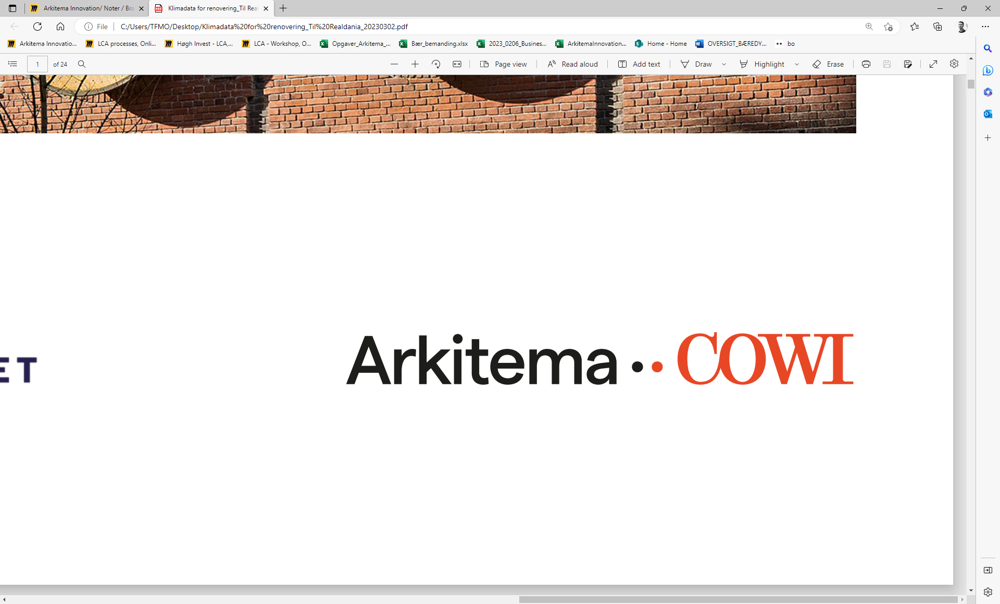 Arkitema Innovation/ Noter / Bra
Klimadata for renovering_Til Real
File
C:/Users/TFMO/Desktop/Klimadata%20for%20renovering_Til%20Realdania_20230302.pdf
Arkitema Innovatio...
LCA processes, Onli...
Høgh Invest - LCA,...
LCA - Workshop, O...
Opgaver_Arkitema_...
Bær_bemanding.xlsx
2023_0206_Busines...
ArkitemaInnovation...
Home - Home
OVERSIGT_BÆREDY...
bo
1 of 24
Page view
Read aloud
Add text
Draw
Highlight
Erase
ET
Arkitema
COWI